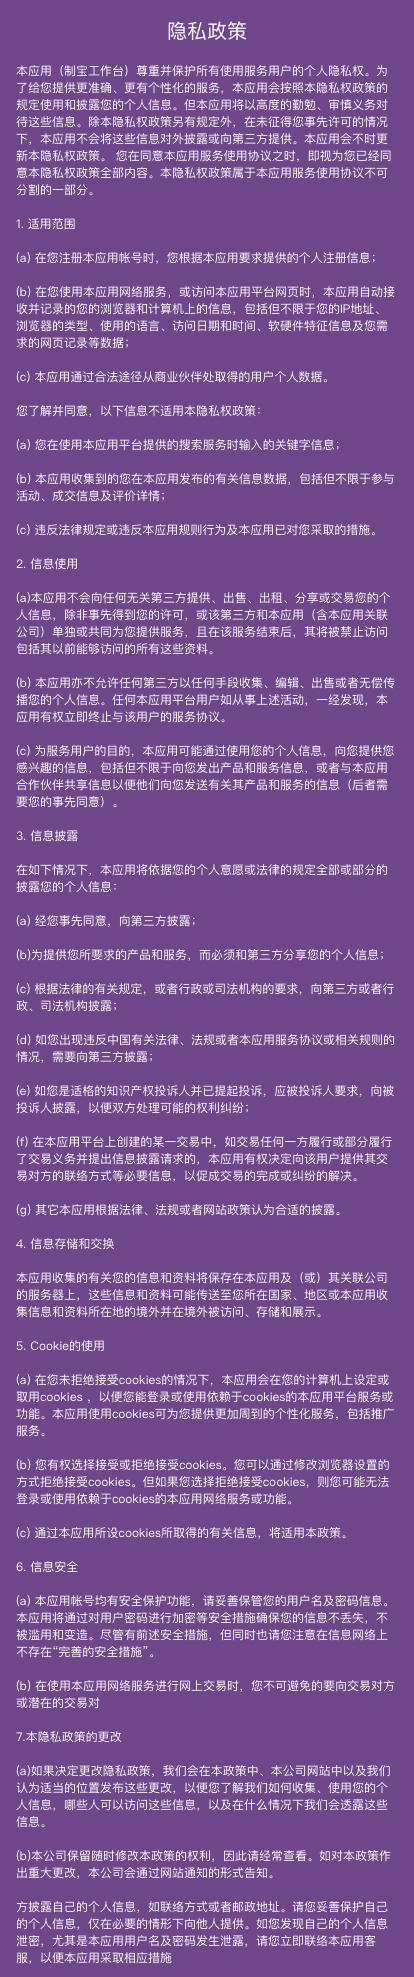 隐私政策
本应用（制宝工作台）尊重并保护所有使用服务用户的个人隐私权。为
了给您提供更准确、更有个性化的服务，本应用会按照本隐私权政策的
规定使用和披露您的个人信息。但本应用将以高度的勤勉、审慎义务对
待这些信息。除本隐私权政策另有规定外，在未征得您事先许可的情况
下，本应用不会将这些信息对外披露或向第三方提供。本应用会不时更
新本隐私权政策。 您在同意本应用服务使用协议之时，即视为您已经同
意本隐私权政策全部内容。本隐私权政策属于本应用服务使用协议不可
分割的一部分。
1. 适用范围
(a) 在您注册本应用帐号时，您根据本应用要求提供的个人注册信息；
(b) 在您使用本应用网络服务，或访问本应用平台网页时，本应用自动接
收并记录的您的浏览器和计算机上的信息，包括但不限于您的IP地址、
浏览器的类型、使用的语言、访问日期和时间、软硬件特征信息及您需
求的网页记录等数据；
(c) 本应用通过合法途径从商业伙伴处取得的用户个人数据。
您了解并同意，以下信息不适用本隐私权政策：
(a) 您在使用本应用平台提供的搜索服务时输入的关键字信息；
(b) 本应用收集到的您在本应用发布的有关信息数据，包括但不限于参与
活动、成交信息及评价详情；
(c) 违反法律规定或违反本应用规则行为及本应用已对您采取的措施。
2. 信息使用
(a)本应用不会向任何无关第三方提供、出售、出租、分享或交易您的个
人信息，除非事先得到您的许可，或该第三方和本应用（含本应用关联
公司）单独或共同为您提供服务，且在该服务结束后，其将被禁止访问
包括其以前能够访问的所有这些资料。
(b) 本应用亦不允许任何第三方以任何手段收集、编辑、出售或者无偿传
播您的个人信息。任何本应用平台用户如从事上述活动，一经发现，本
应用有权立即终止与该用户的服务协议。
(c) 为服务用户的目的，本应用可能通过使用您的个人信息，向您提供您
感兴趣的信息，包括但不限于向您发出产品和服务信息，或者与本应用
合作伙伴共享信息以便他们向您发送有关其产品和服务的信息（后者需
要您的事先同意）。
3. 信息披露
在如下情况下，本应用将依据您的个人意愿或法律的规定全部或部分的
披露您的个人信息：
(a) 经您事先同意，向第三方披露；
(b)为提供您所要求的产品和服务，而必须和第三方分享您的个人信息；
(c) 根据法律的有关规定，或者行政或司法机构的要求，向第三方或者行
政、司法机构披露；
(d) 如您出现违反中国有关法律、法规或者本应用服务协议或相关规则的
情况，需要向第三方披露；
(e) 如您是适格的知识产权投诉人并已提起投诉，应被投诉人要求，向被
投诉人披露，以便双方处理可能的权利纠纷；
(f) 在本应用平台上创建的某一交易中，如交易任何一方履行或部分履行
了交易义务并提出信息披露请求的，本应用有权决定向该用户提供其交
易对方的联络方式等必要信息，以促成交易的完成或纠纷的解决。
(g) 其它本应用根据法律、法规或者网站政策认为合适的披露。
4. 信息存储和交换
本应用收集的有关您的信息和资料将保存在本应用及（或）其关联公司
的服务器上，这些信息和资料可能传送至您所在国家、地区或本应用收
集信息和资料所在地的境外并在境外被访问、存储和展示。
5. Cookie的使用
(a) 在您未拒绝接受cookies的情况下，本应用会在您的计算机上设定或
取用cookies ，以便您能登录或使用依赖于cookies的本应用平台服务或
功能。本应用使用cookies可为您提供更加周到的个性化服务，包括推广
服务。
(b) 您有权选择接受或拒绝接受cookies。您可以通过修改浏览器设置的
方式拒绝接受cookies。但如果您选择拒绝接受cookies，则您可能无法
登录或使用依赖于cookies的本应用网络服务或功能。
(c) 通过本应用所设cookies所取得的有关信息，将适用本政策。
6. 信息安全
(a) 本应用帐号均有安全保护功能，请妥善保管您的用户名及密码信息。
本应用将通过对用户密码进行加密等安全措施确保您的信息不丢失，不
被滥用和变造。尽管有前述安全措施，但同时也请您注意在信息网络上
不存在“完善的安全措施”。
(b) 在使用本应用网络服务进行网上交易时，您不可避免的要向交易对方
或潜在的交易对
7.本隐私政策的更改
(a)如果决定更改隐私政策，我们会在本政策中、本公司网站中以及我们
认为适当的位置发布这些更改，以便您了解我们如何收集、使用您的个
人信息，哪些人可以访问这些信息，以及在什么情况下我们会透露这些
信息。
(b)本公司保留随时修改本政策的权利，因此请经常查看。如对本政策作
出重大更改，本公司会通过网站通知的形式告知。
方披露自己的个人信息，如联络方式或者邮政地址。请您妥善保护自己
的个人信息，仅在必要的情形下向他人提供。如您发现自己的个人信息
泄密，尤其是本应用用户名及密码发生泄露，请您立即联络本应用客
服，以便本应用采取相应措施